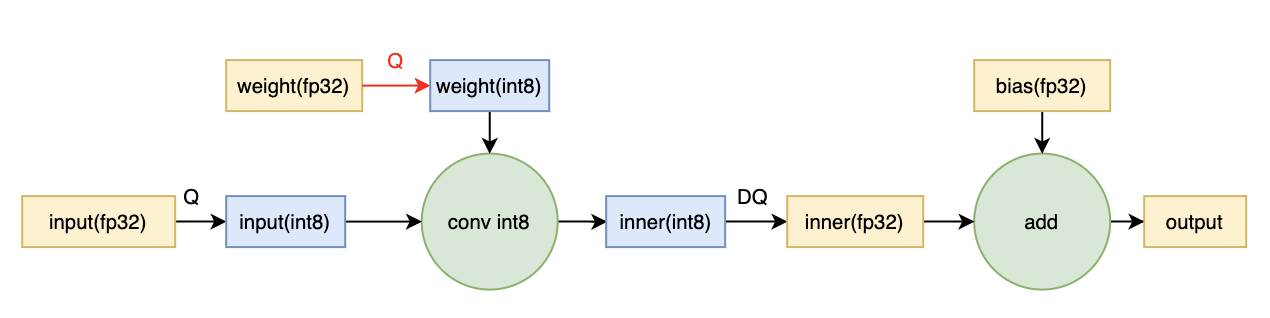 Q
weight(fp32)
weight(int8)
bias(fp32)
Q
DQ
input(fp32)
input(int8)
conv int8
inner(int8)
inner(fp32)
add
output